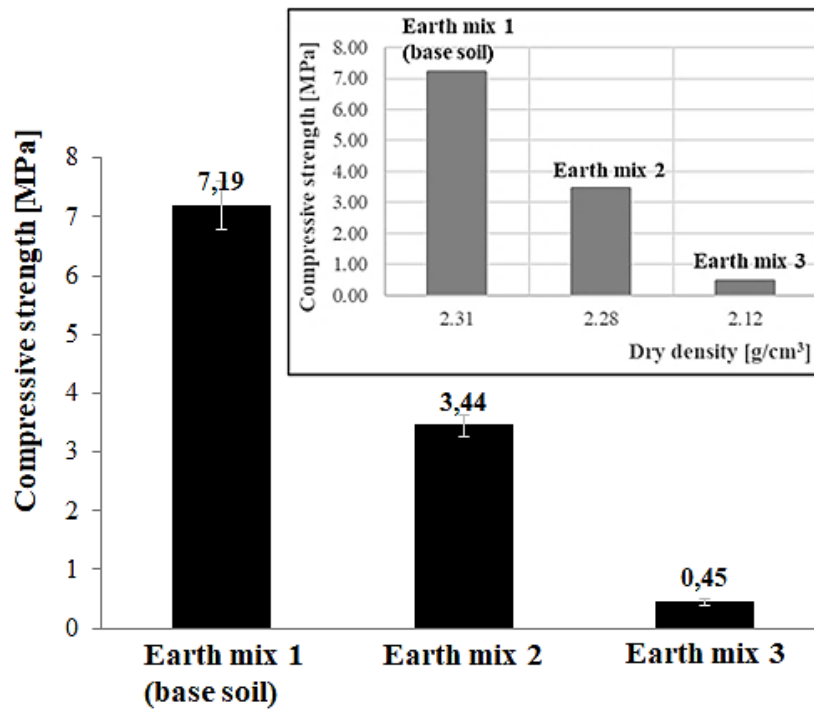 Compressive strength [MPa]
8
7
6
5
4
3
2
1
0
7,19
3,44
0,45
Earth mix 1
(base soil)
Earth mix 2
Earth mix 3
Compressive strength [MPa]
8.00
7.00
6.00
5.00
4.00
3.00
2.00
1.00
0.00
Earth mix 1
(base soil)
Earth mix 2
Earth mix 3
2.31
2.28
2.12
Dry density [g/cm³]